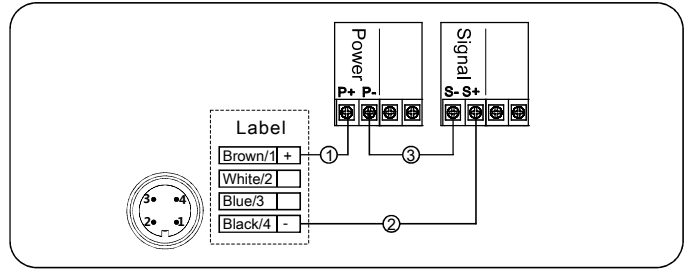 Power
P+ P-
Signal
S- S+
Label
Brown/1 +
White/2
Blue/3
Black/4 -
1
3
2
3 4
2 1